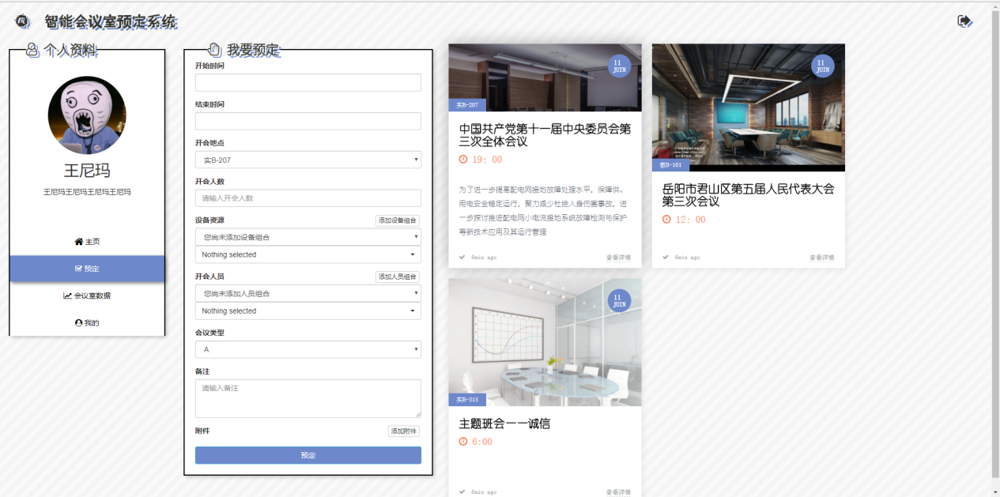 智能会议室预定系统
个人资料
王尼玛
王尼玛王尼玛王尼玛王尼玛
主页
预定
会议室数据
我的
我要预定
开始时间
结束时间
开会地点
实B-207
开会人数
请输入开会人数
设备资源
添加设备组合
您尚未添加设备组合
Nothing selected
开会人员
添加人员组合
您尚未添加人员组合
Nothing selected
会议类型
A
备注
请输入备注
附件
添加附件
预定
11
JUIN
实B-207
中国共产党第十一届中央委员会第
三次全体会议
19: 00
为了进一步提高配电网接地故障处理水平，保障供、
用电安全稳定运行，聚力减少杜绝人身伤害事故，进
一步探讨推进配电网小电流接地系统故障检测与保护
等新技术应用及其运行管理
6min ago
查看详情
11
JUIN
教B-101
岳阳市君山区第五届人民代表大会
第三次会议
12: 00
6min ago
查看详情
11
JUIN
实B-315
主题班会——诚信
6:00
6min ago
查看详情